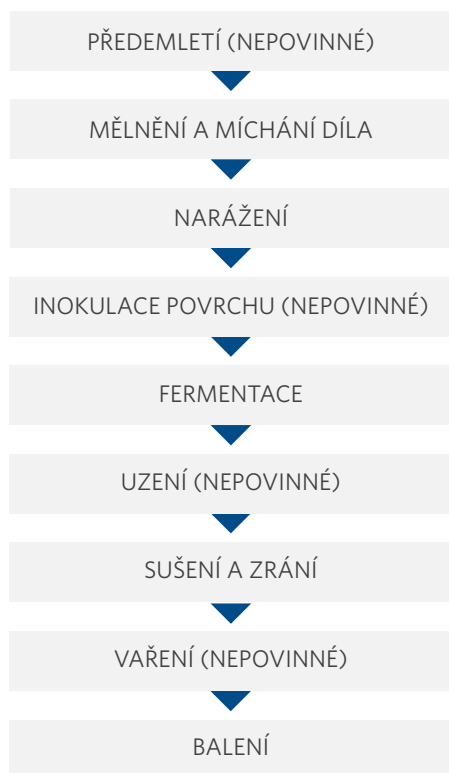 PŘEDEMLETÍ (NEPOVINNÉ)
MĚLNĚNÍ A MÍCHÁNÍ DÍLA
NARÁŽENÍ
INOKULACE POVRCHU (NEPOVINNÉ)
FERMENTACE
UZENÍ (NEPOVINNÉ)
SUŠENÍ A ZRÁNÍ
VAŘENÍ (NEPOVINNÉ)
BALENÍ